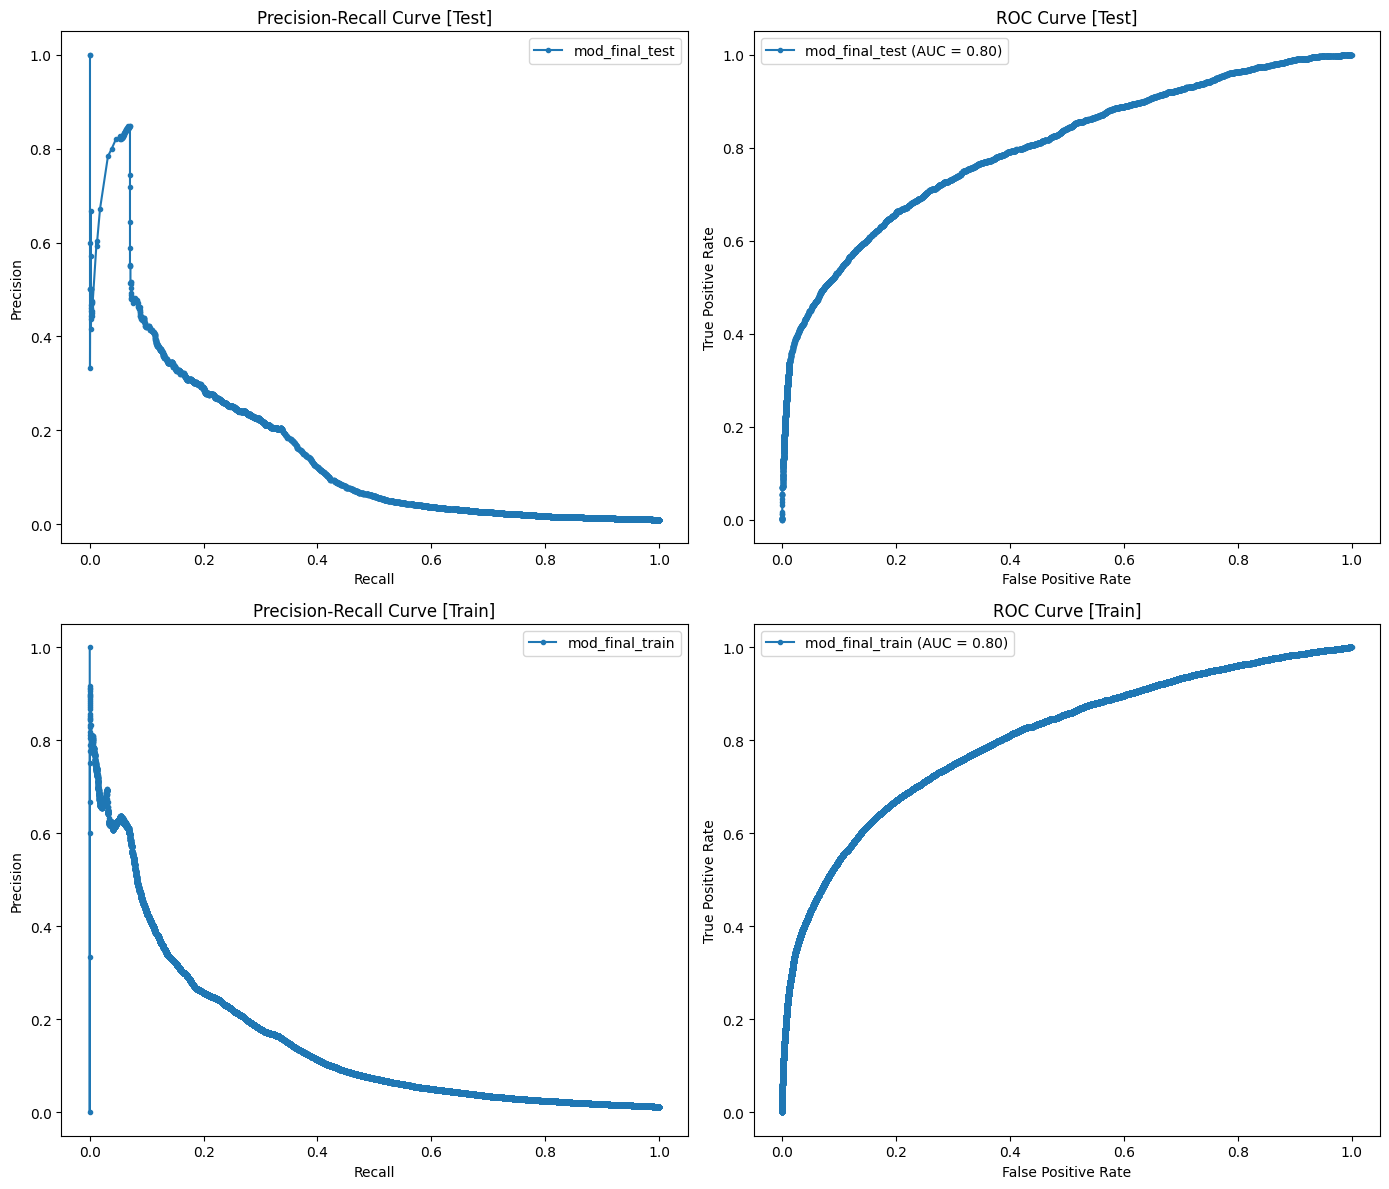 Precision-Recall Curve [Test]
1.0
0.8
0.6
0.4
0.2
0.0
Precision
mod_final_test
0.0 0.2 0.4 0.6 0.8 1.0
Recall
ROC Curve [Test]
1.0
0.8
0.6
0.4
0.2
0.0
True Positive Rate
mod_final_test (AUC = 0.80)
0.0 0.2 0.4 0.6 0.8 1.0
False Positive Rate
Precision-Recall Curve [Train]
1.0
0.8
0.6
0.4
0.2
0.0
Precision
mod_final_train
0.0 0.2 0.4 0.6 0.8 1.0
Recall
ROC Curve [Train]
1.0
0.8
0.6
0.4
0.2
0.0
True Positive Rate
mod_final_train (AUC = 0.80)
0.0 0.2 0.4 0.6 0.8 1.0
False Positive Rate